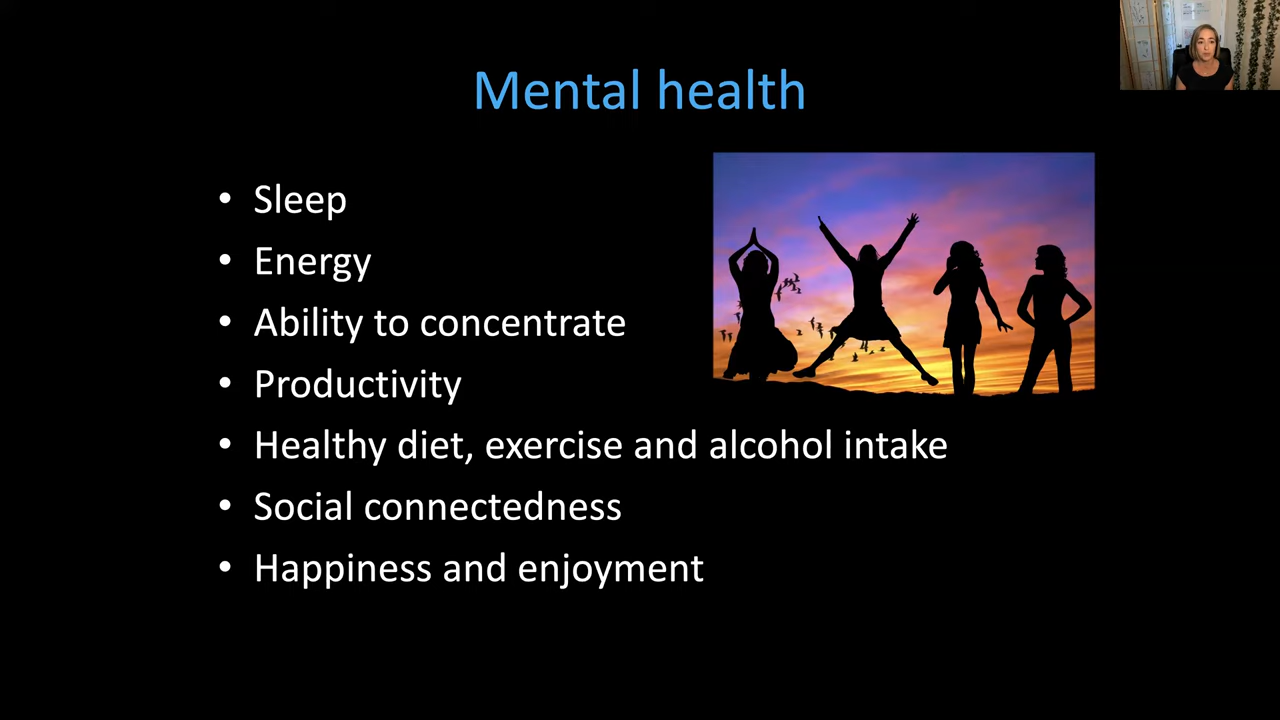 Mental health
• Sleep
• Energy
• Ability to concentrate
• Productivity
• Healthy diet, exercise and alcohol intake
• Social connectedness
• Happiness and enjoyment